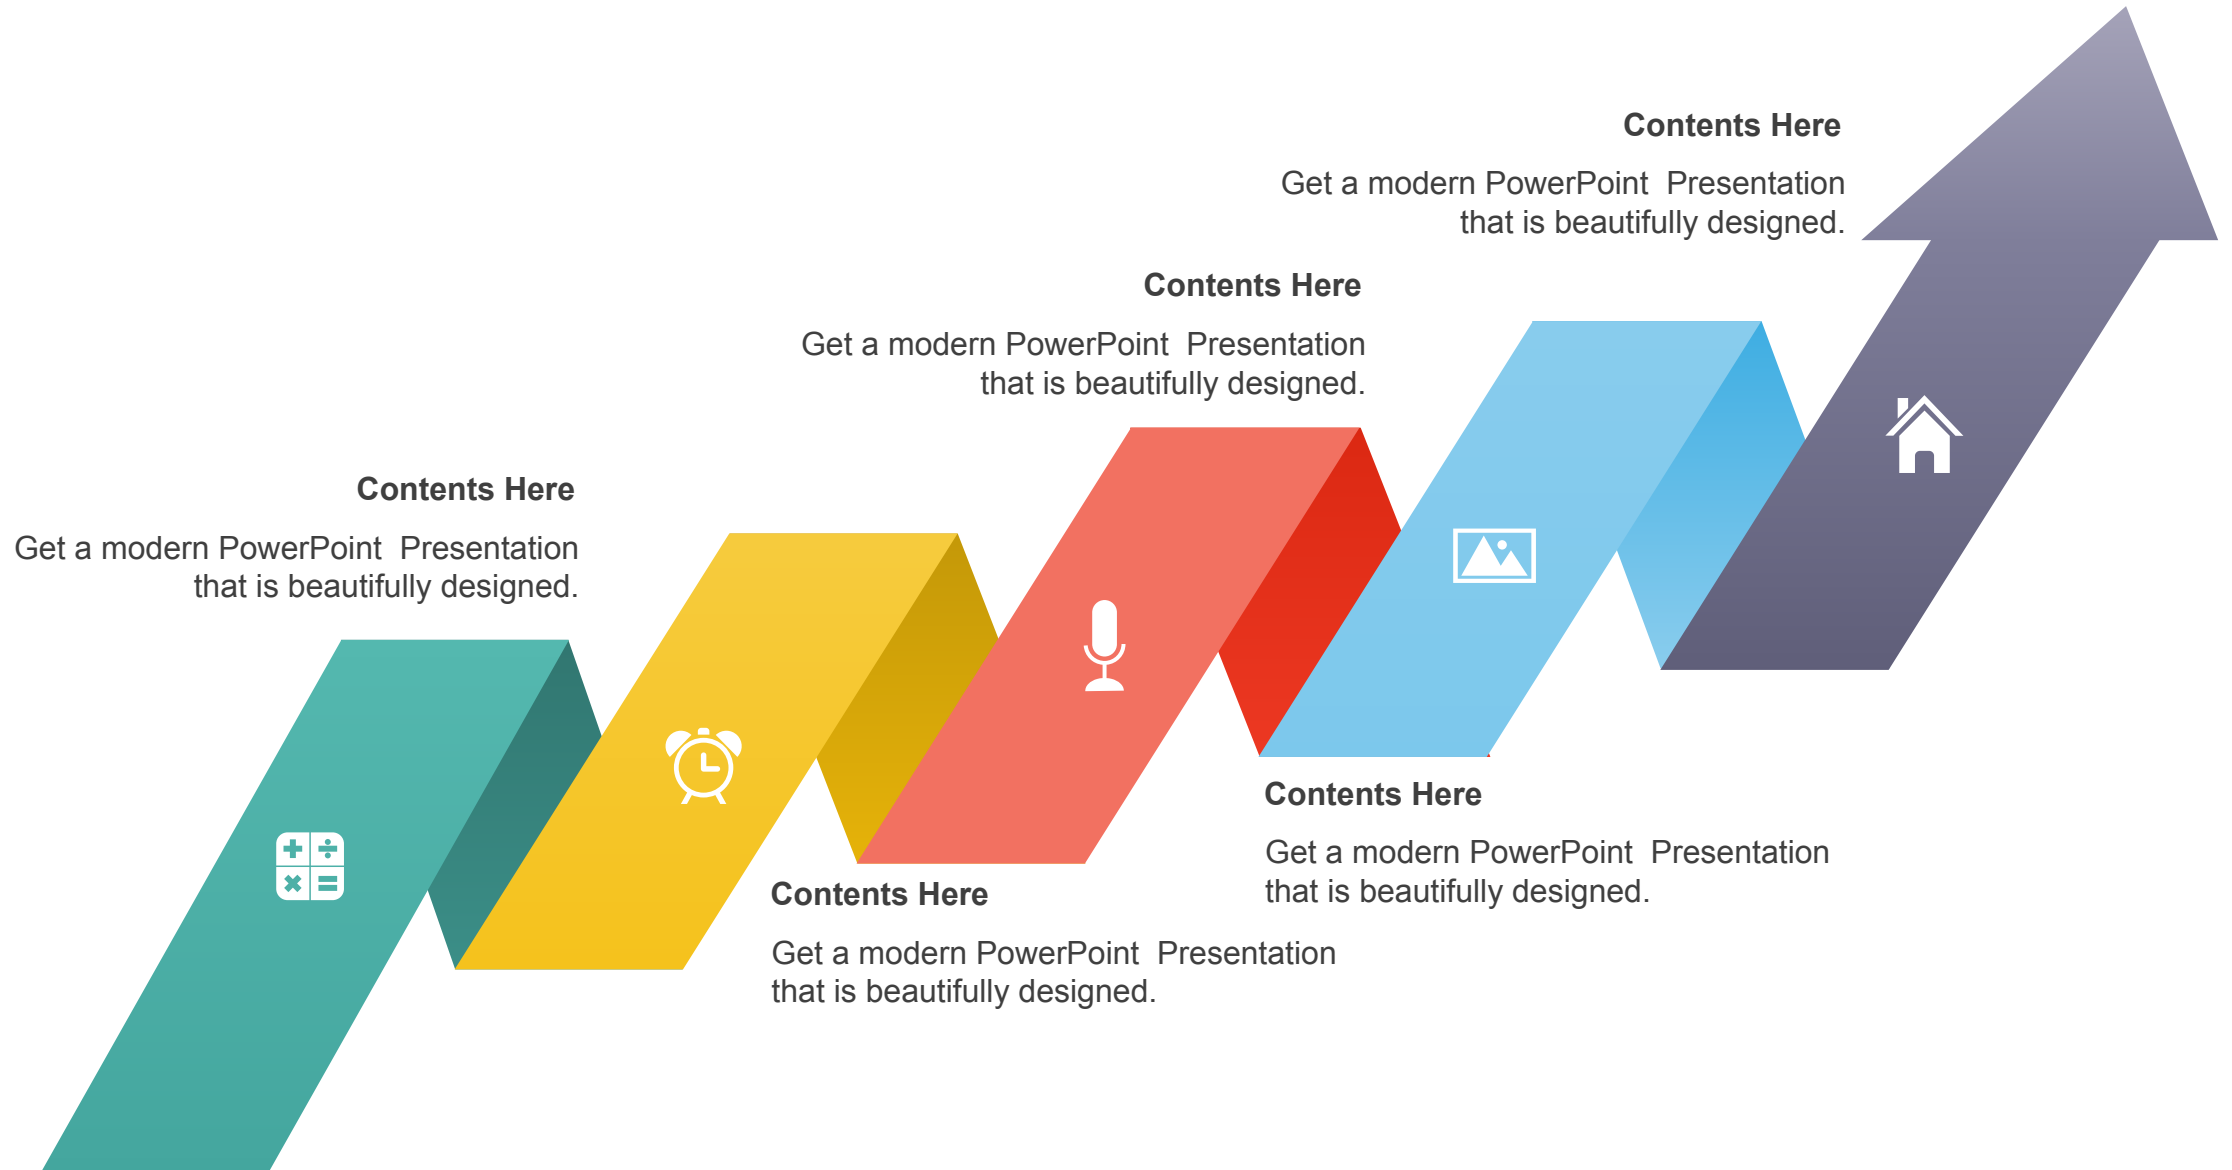 Contents Here
Get a modern PowerPoint  Presentation
that is beautifully designed.
Contents Here
Get a modern PowerPoint  Presentation
that is beautifully designed.
Contents Here
Get a modern PowerPoint  Presentation
that is beautifully designed.
Contents Here
Get a modern PowerPoint  Presentation
that is beautifully designed.
Contents Here
Get a modern PowerPoint  Presentation
that is beautifully designed.